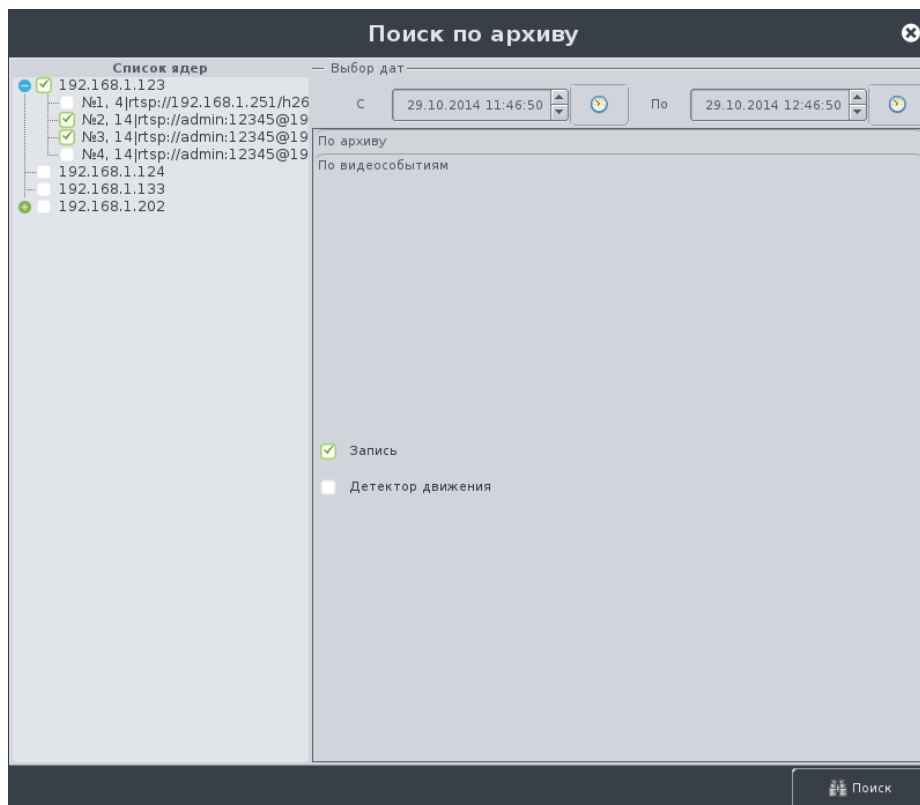 Поиск по архиву
Список ядер
192.168.1.123
№1, 4|rtsp://192.168.1.251/h26
№2, 14|rtsp://admin:12345@19
№3, 14|rtsp://admin:12345@19
№4, 14|rtsp://admin:12345@19
192.168.1.124
192.168.1.133
192.168.1.202
Выбор дат
С 29.10.2014 11:46:50 По 29.10.2014 12:46:50
По архиву
По видеособытиям
Запись
Детектор движения
Поиск